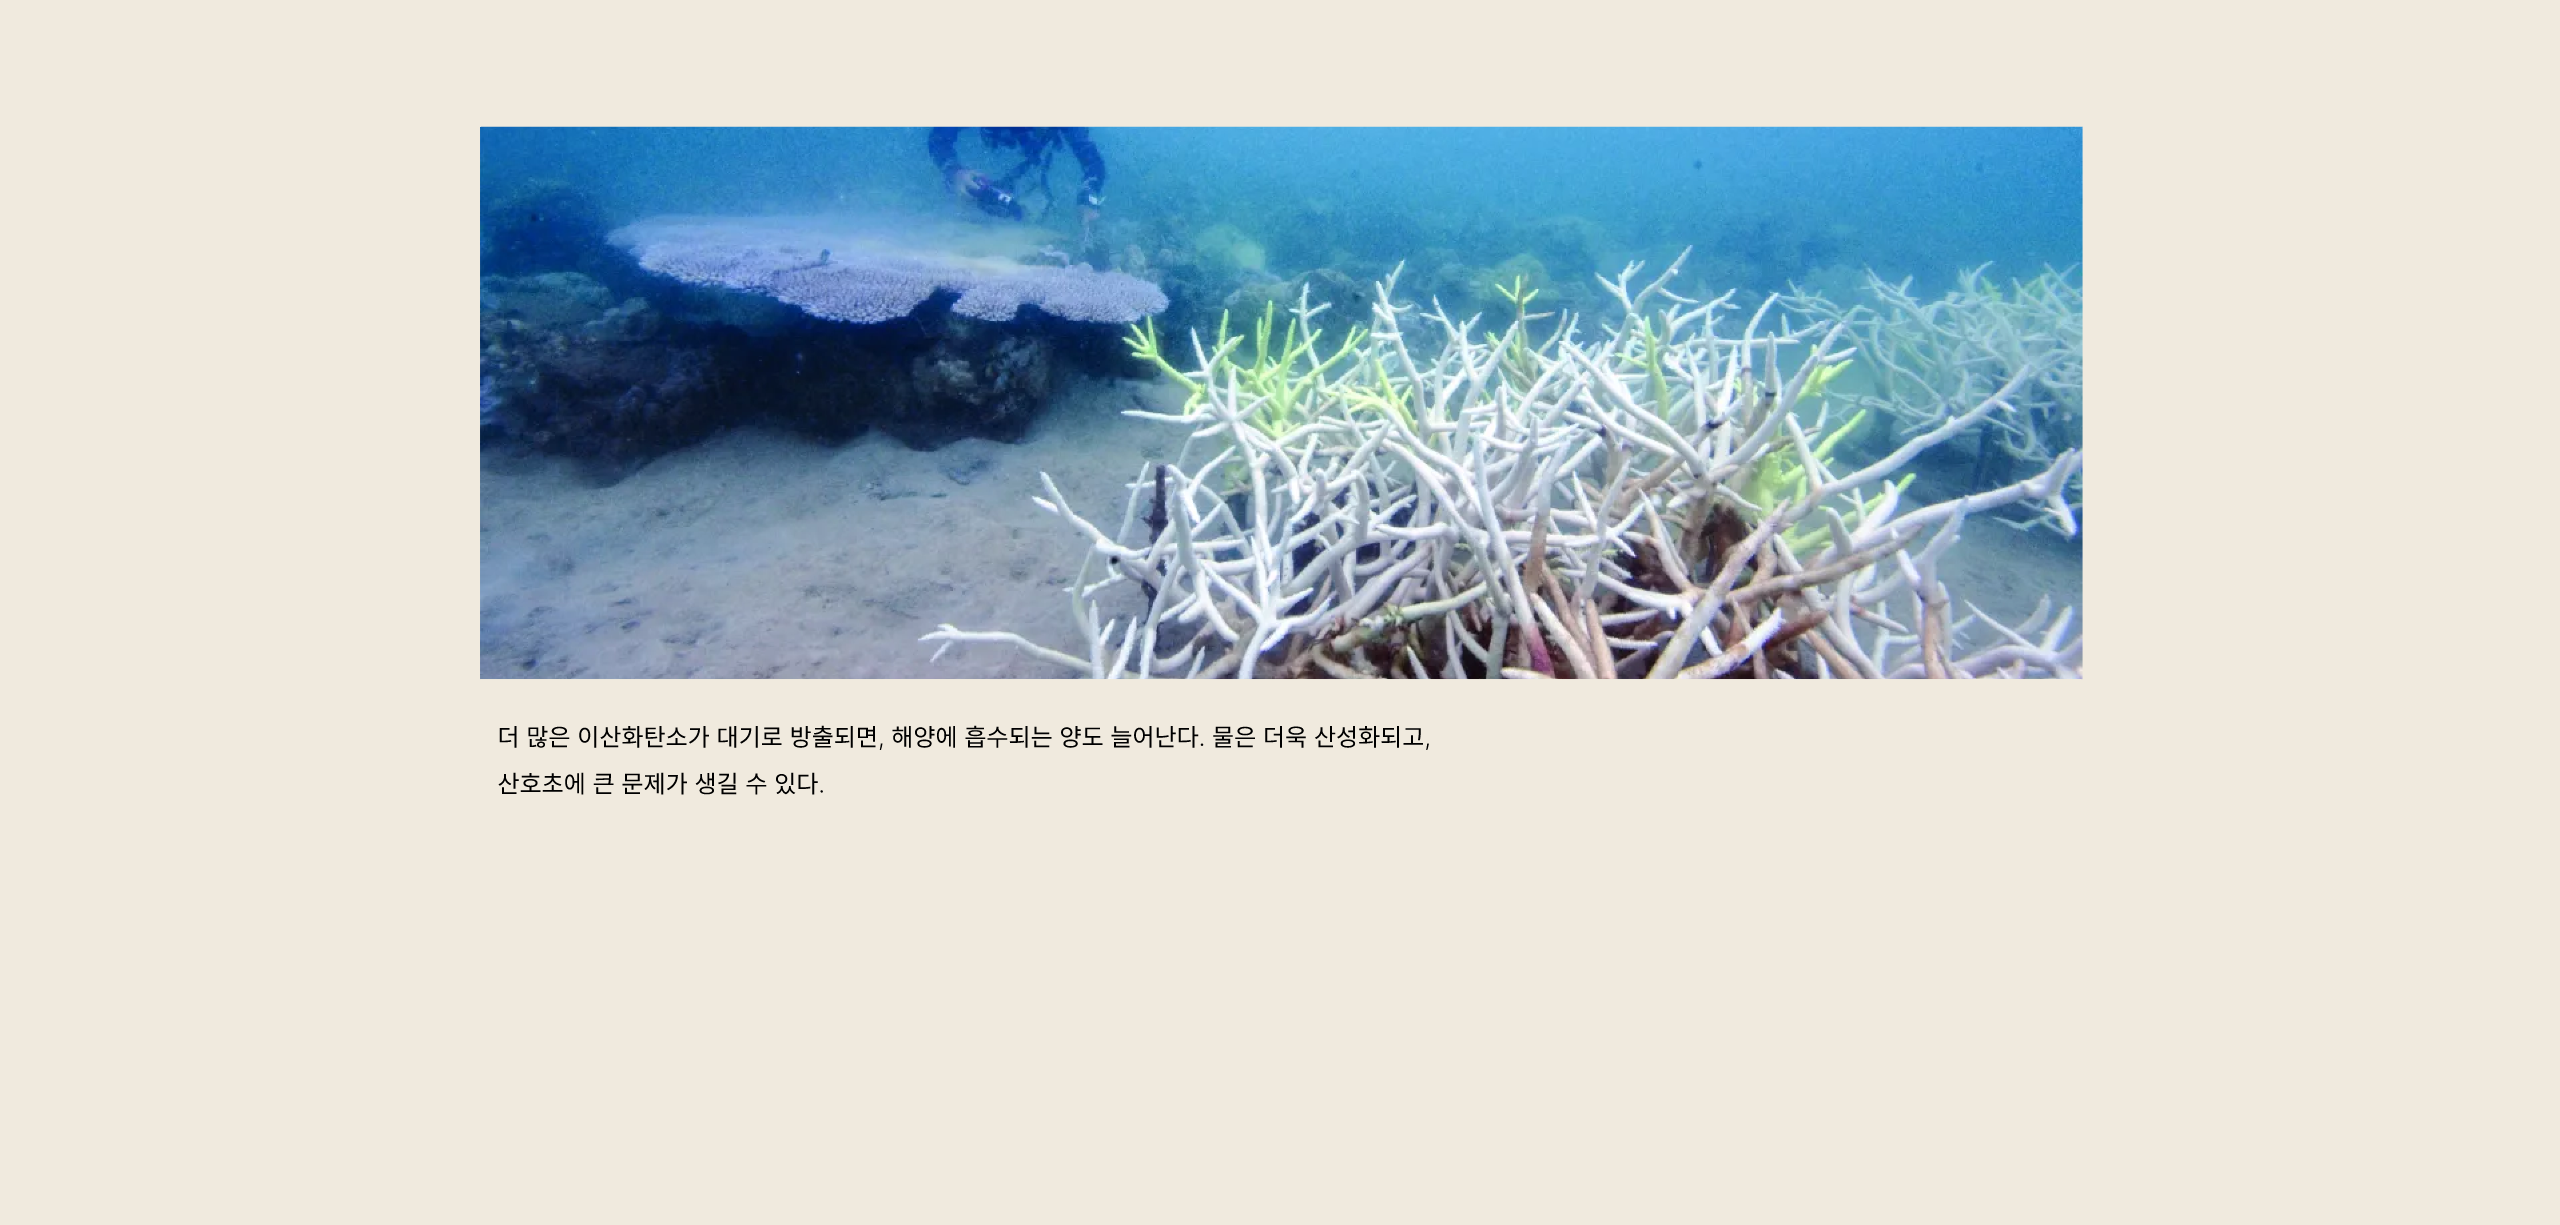 더 많은 이산화탄소가 대기로 방출되면, 해양에 흡수되는 양도 늘어난다. 물은 더욱 산성화되고,
산호초에 큰 문제가 생길 수 있다.